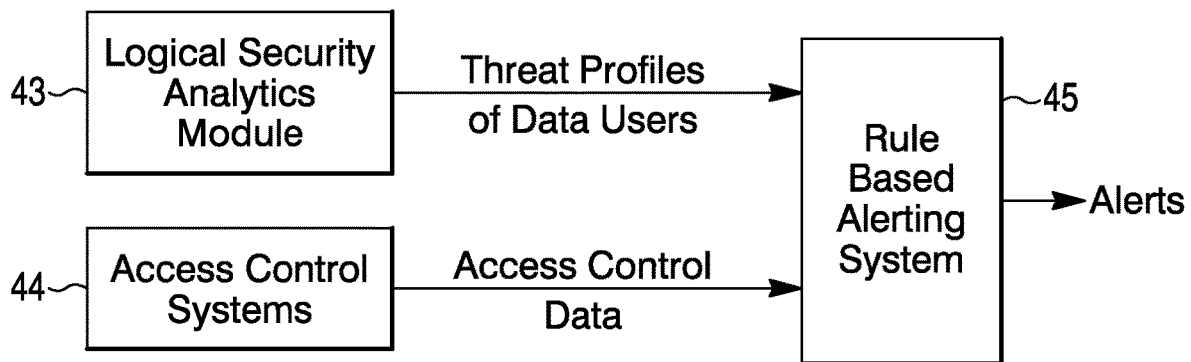 43
Logical Security
Analytics
Module
Threat Profiles
of Data Users
44
Access Control
Systems
Access Control
Data
Rule
Based
Alerting
System
45
Alerts